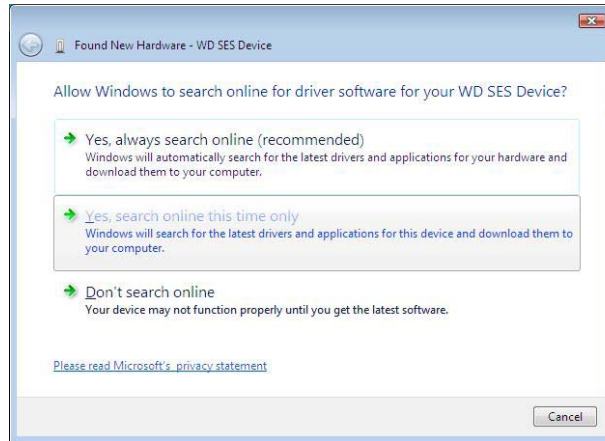 Found New Hardware - WD SES Device
Allow Windows to search online for driver software for your WD SES Device?
Yes, always search online (recommended)
Windows will automatically search for the latest drivers and applications for your hardware and
download them to your computer.
Yes, search online this time only
Windows will search for the latest drivers and applications for this device and download them to
your computer.
Don't search online
Your device may not function properly until you get the latest software.
Please read Microsoft's privacy statement
Cancel